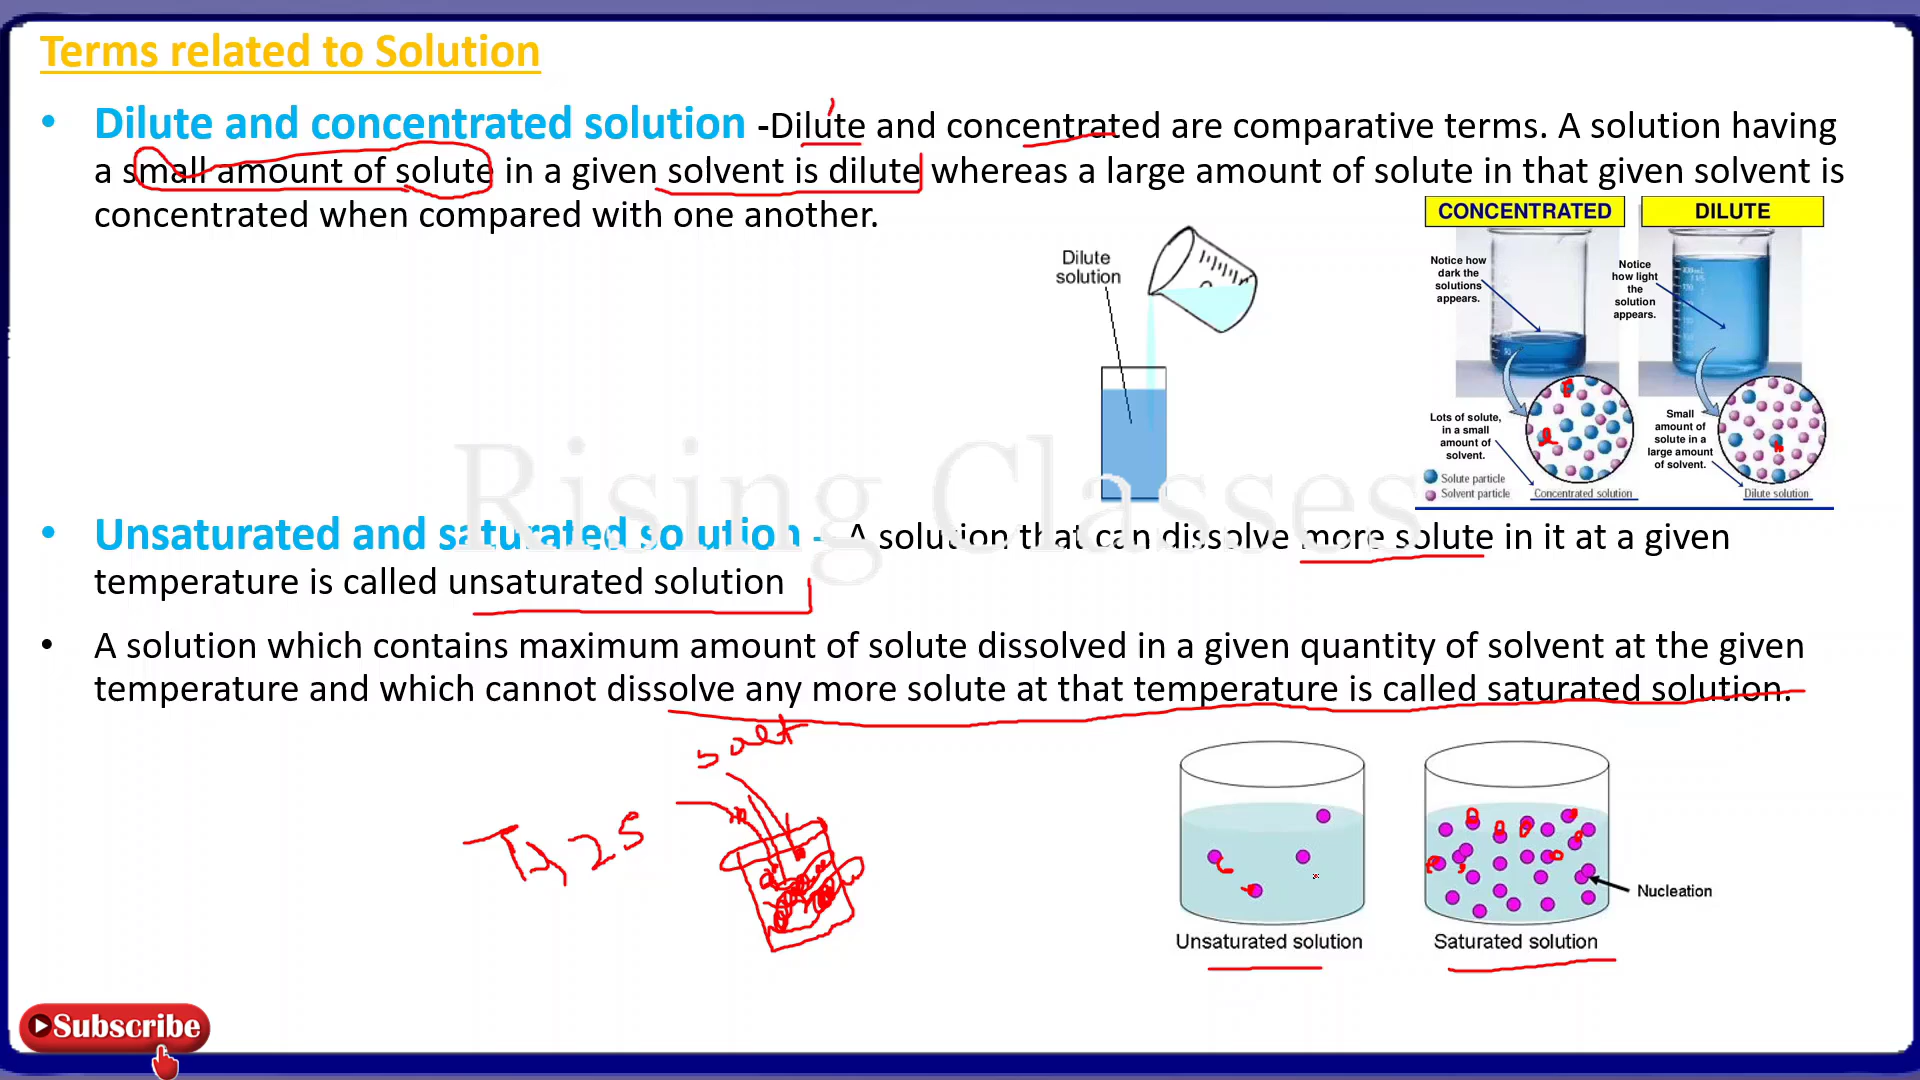 Terms related to Solution
• Dilute and concentrated solution -Dilute and concentrated are comparative terms. A solution having
a small amount of solute in a given solvent is dilute whereas a large amount of solute in that given solvent is
concentrated when compared with one another.
Dilute
solution
CONCENTRATED
DILUTE
Notice how
dark the
solutions
appears.
Notice
how light
the
solution
appears.
Lots of solute,
in a small
amount of
solvent.
Small
amount of
solute in a
large amount
of solvent.
Solute particle
Solvent particle
Concentrated solution
Dilute solution
Rising Classes
• Unsaturated and saturated solution - A solution that can dissolve more solute in it at a given
temperature is called unsaturated solution
• A solution which contains maximum amount of solute dissolved in a given quantity of solvent at the given
temperature and which cannot dissolve any more solute at that temperature is called saturated solution.
salt
25
Nucleation
Unsaturated solution
Saturated solution
Subscribe